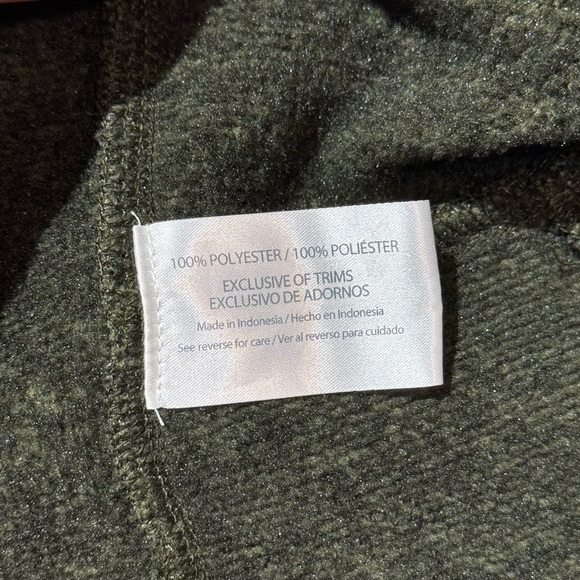 100% POLYESTER / 100% POLIÉSTER
EXCLUSIVE OF TRIMS
EXCLUSIVO DE ADORNOS
Made in Indonesia / Hecho en Indonesia
See reverse for care / Ver al reverso para cuidado